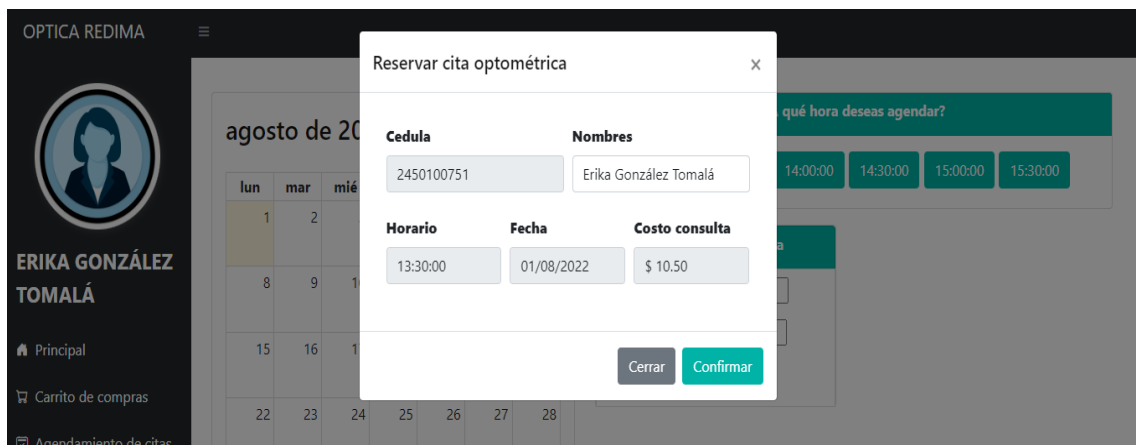 OPTICA REDIMA
ERIKA GONZÁLEZ
TOMALÁ
Principal
Carrito de compras
Agendamiento de citas
agosto de 20
lun mar mié
1 2
8 9
15 16
22 23 24 25 26 27 28
Reservar cita optométrica x
Cedula Nombres
2450100751 Erika González Tomalá
Horario Fecha Costo consulta
13:30:00 01/08/2022 $ 10.50
Cerrar Confirmar
qué hora deseas agendar?
14:00:00 14:30:00 15:00:00 15:30:00